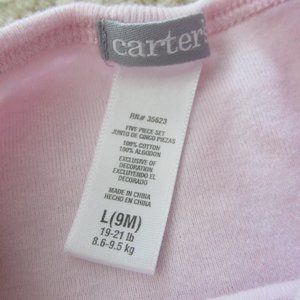 carter's
RN# 35623
FIVE PIECE SET
JUNTO DE CINCO PIEZAS
100% COTTON
100% ALGODON
EXCLUSIVE OF
DECORATION
EXCLUYENDO EL
DECORADO
MADE IN CHINA
HECHO EN CHINA
L(9M)
19-21 lb
8.6-9.5 kg